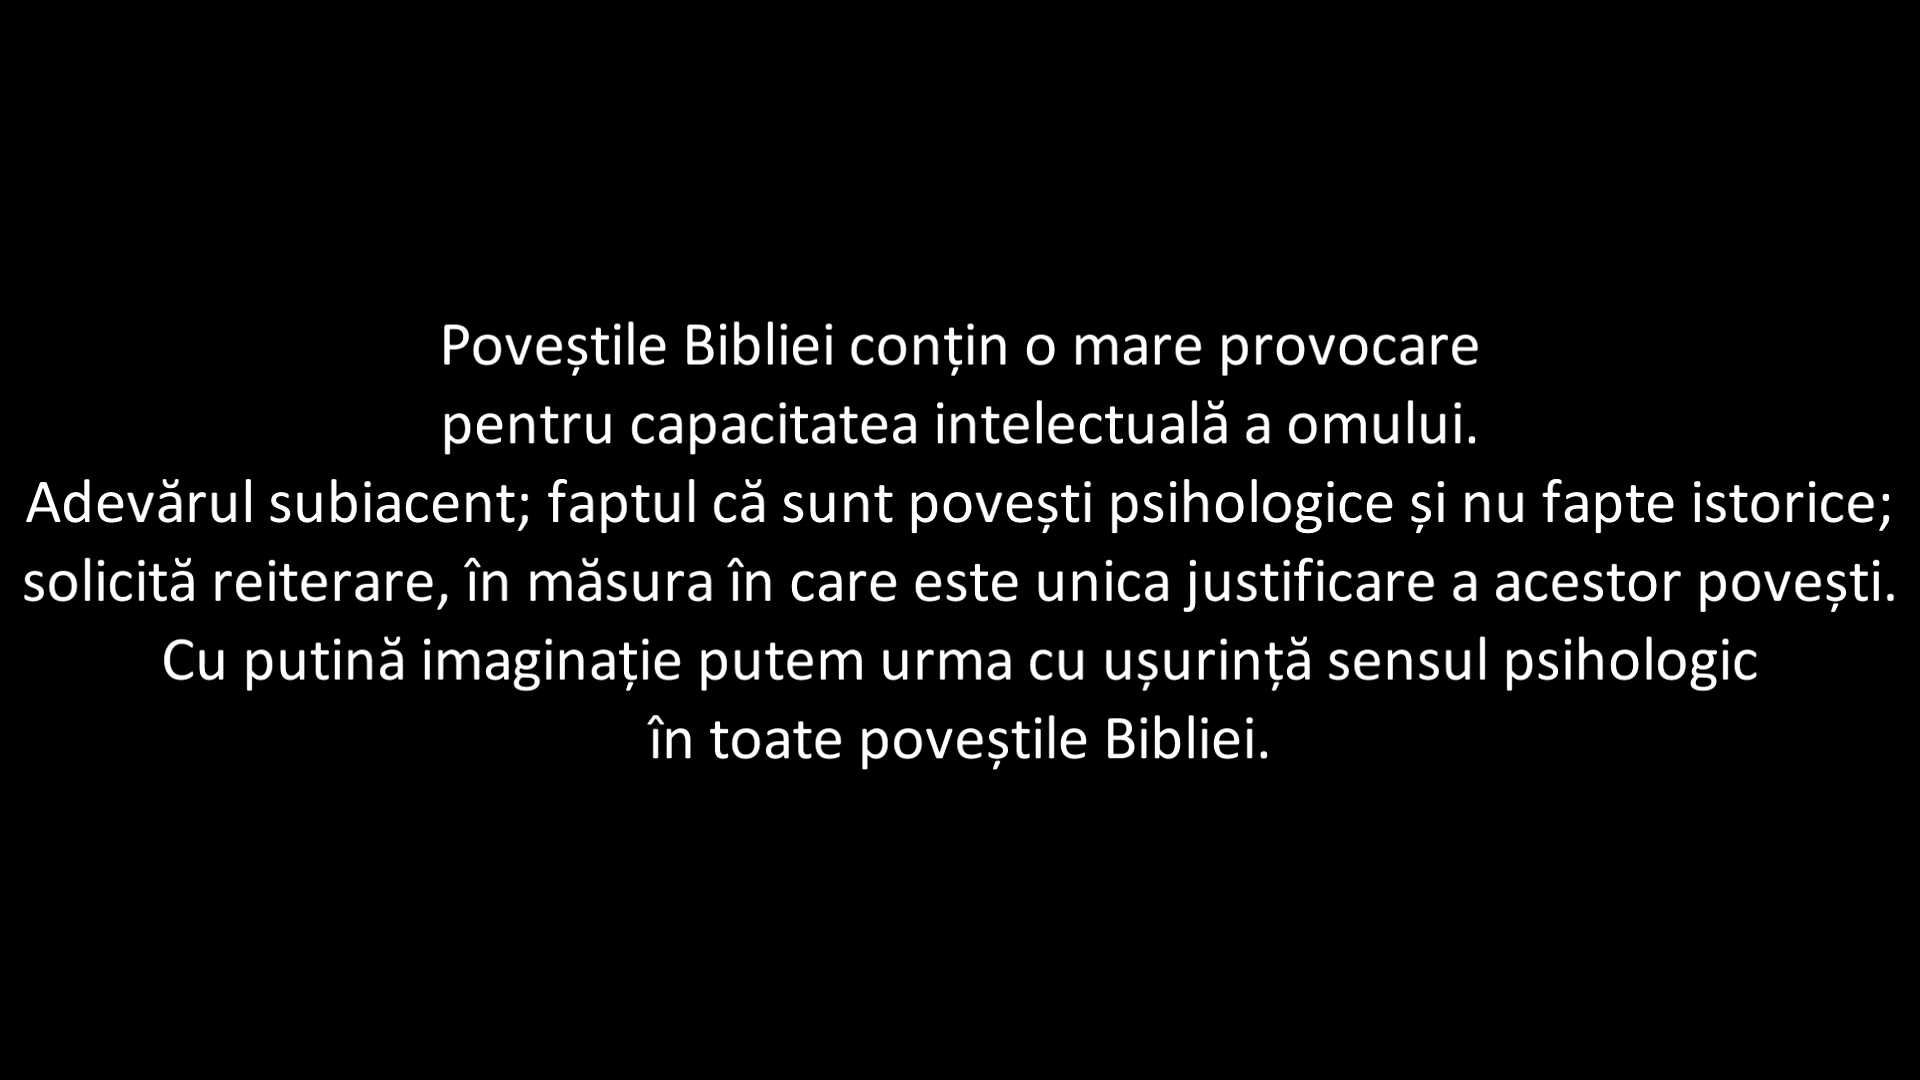 Poveștile Bibliei conțin o mare provocare
pentru capacitatea intelectuală a omului.
Adevărul subiacent; faptul că sunt povești psihologice și nu fapte istorice;
solicită reiterare, în măsura în care este unica justificare a acestor povești.
Cu putină imaginație putem urma cu ușurință sensul psihologic
în toate poveștile Bibliei.